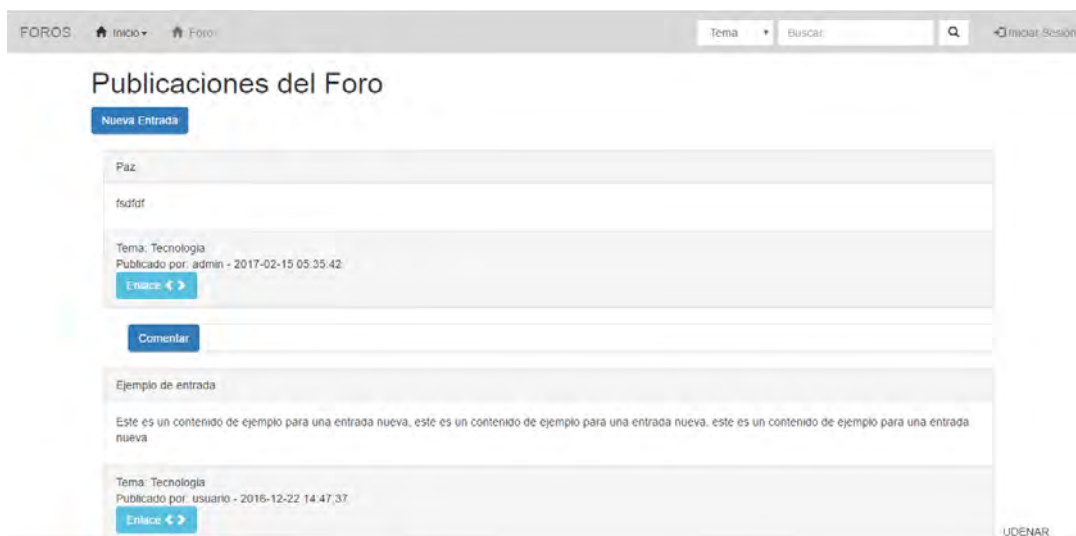 FOROS Inicio Foro Tema Buscar Iniciar Sesión
Publicaciones del Foro
Nueva Entrada
Paz
fsdfdf
Tema: Tecnologia
Publicado por: admin - 2017-02-15 05:35:42
Enlace
Comentar
Ejemplo de entrada
Este es un contenido de ejemplo para una entrada nueva, este es un contenido de ejemplo para una entrada nueva, este es un contenido de ejemplo para una entrada
nueva
Tema: Tecnologia
Publicado por: usuario - 2016-12-22 14:47:37
Enlace
UDENAR